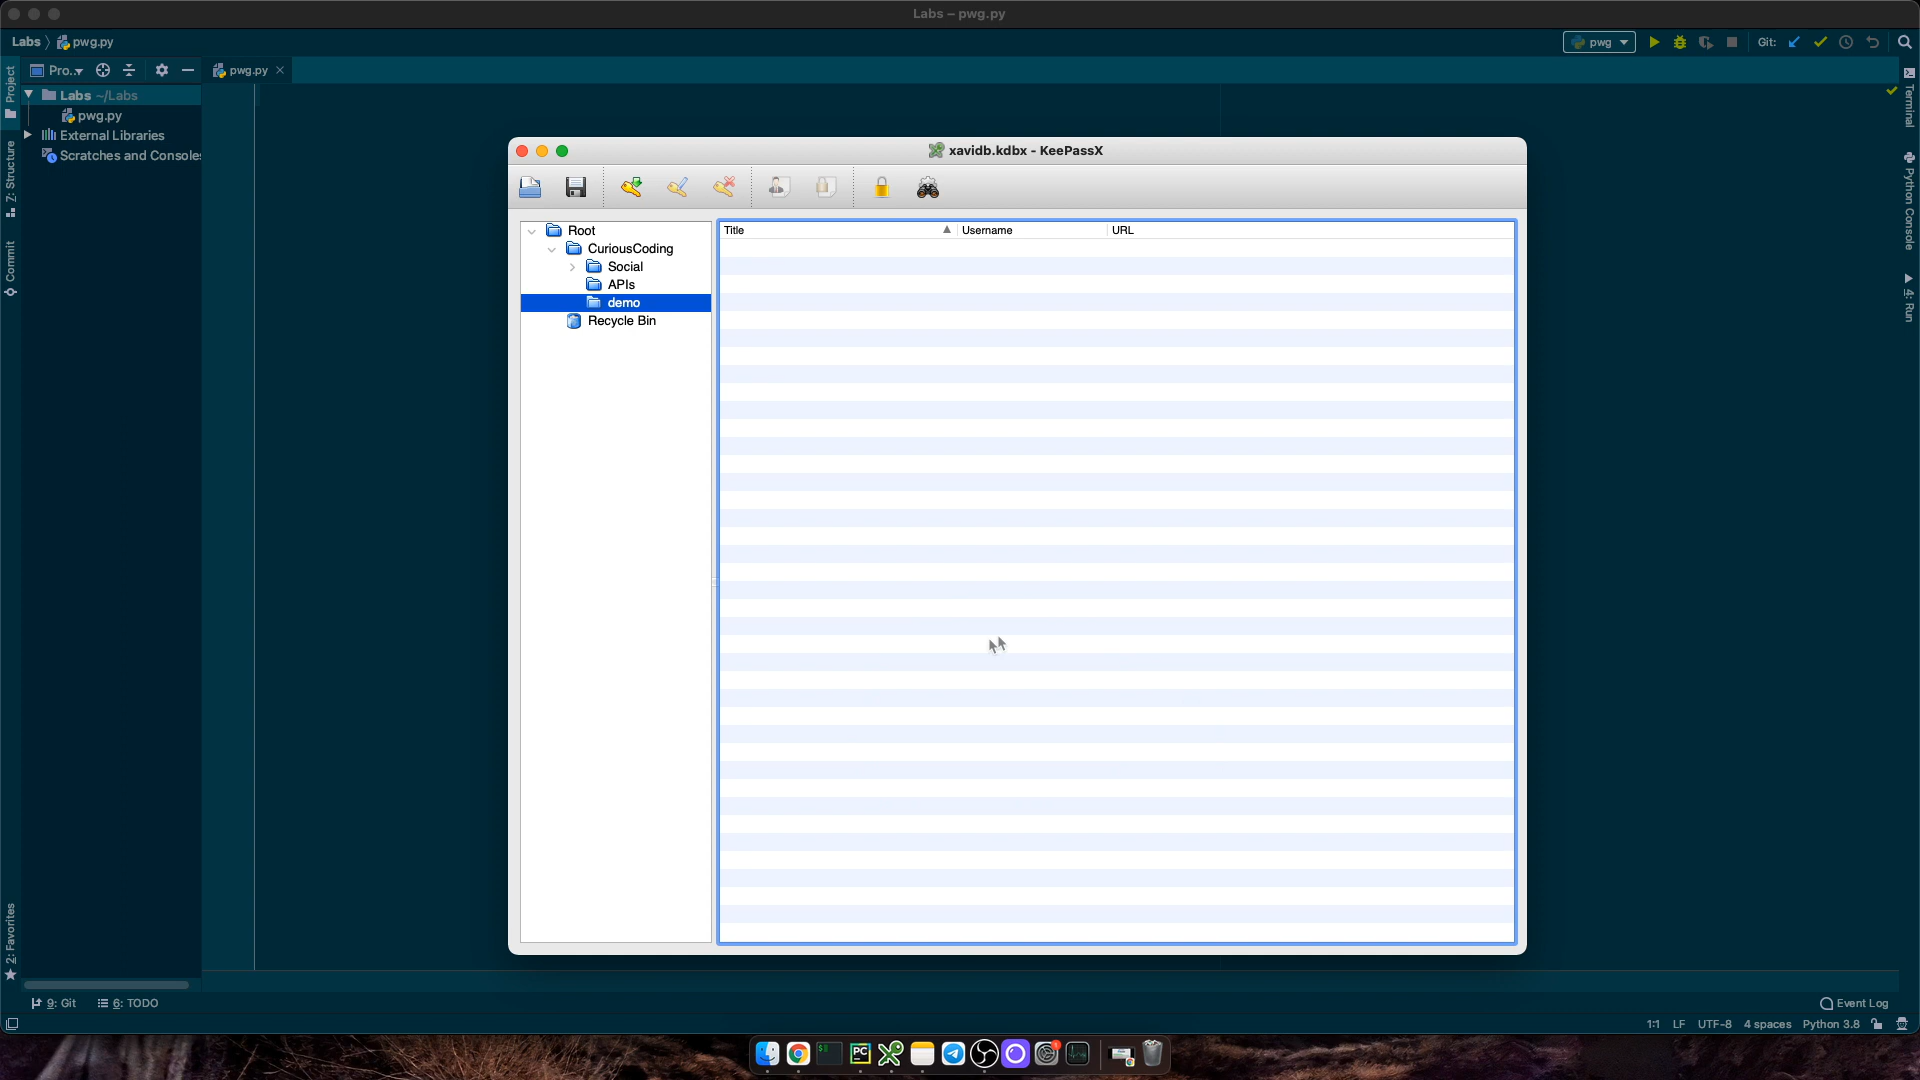 Labs – pwg.py
Labs
pwg.py
pwg
Git:
Project
Pro..
pwg.py
Labs ~/Labs
pwg.py
External Libraries
Scratches and Consoles
Z: Structure
Commit
2: Favorites
Terminal
Python Console
4: Run
xavidb.kdbx - KeePassX
Root
CuriousCoding
Social
APIs
demo
Recycle Bin
Title
Username
URL
9: Git
6: TODO
Event Log
1:1
LF
UTF-8
4 spaces
Python 3.8
PC
1